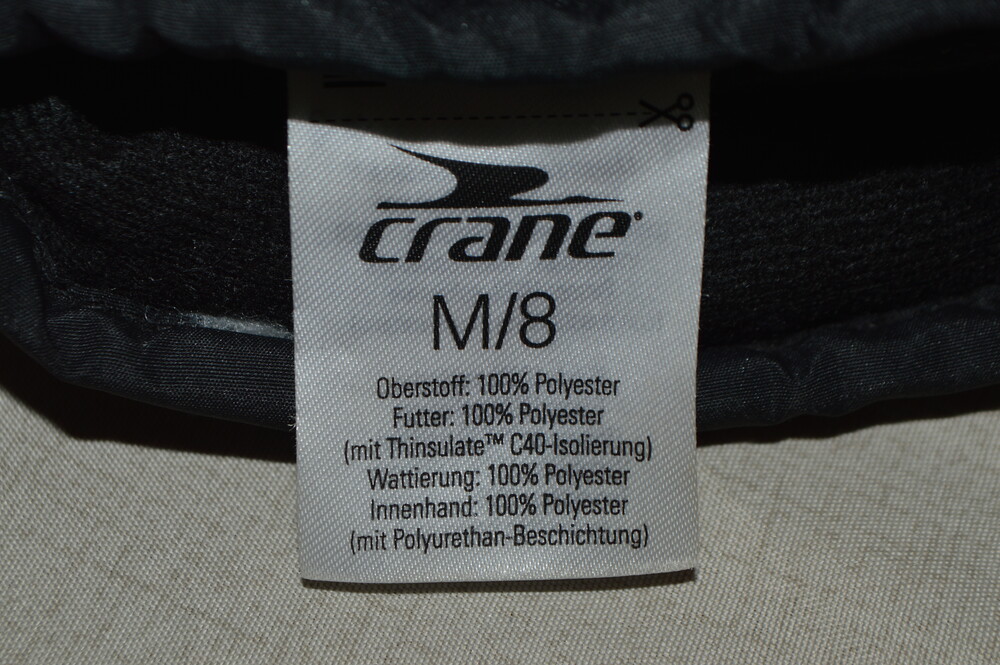 crane
M/8
Oberstoff: 100% Polyester
Futter: 100% Polyester
(mit Thinsulate™ C40-Isolierung)
Wattierung: 100% Polyester
Innenhand: 100% Polyester
(mit Polyurethan-Beschichtung)